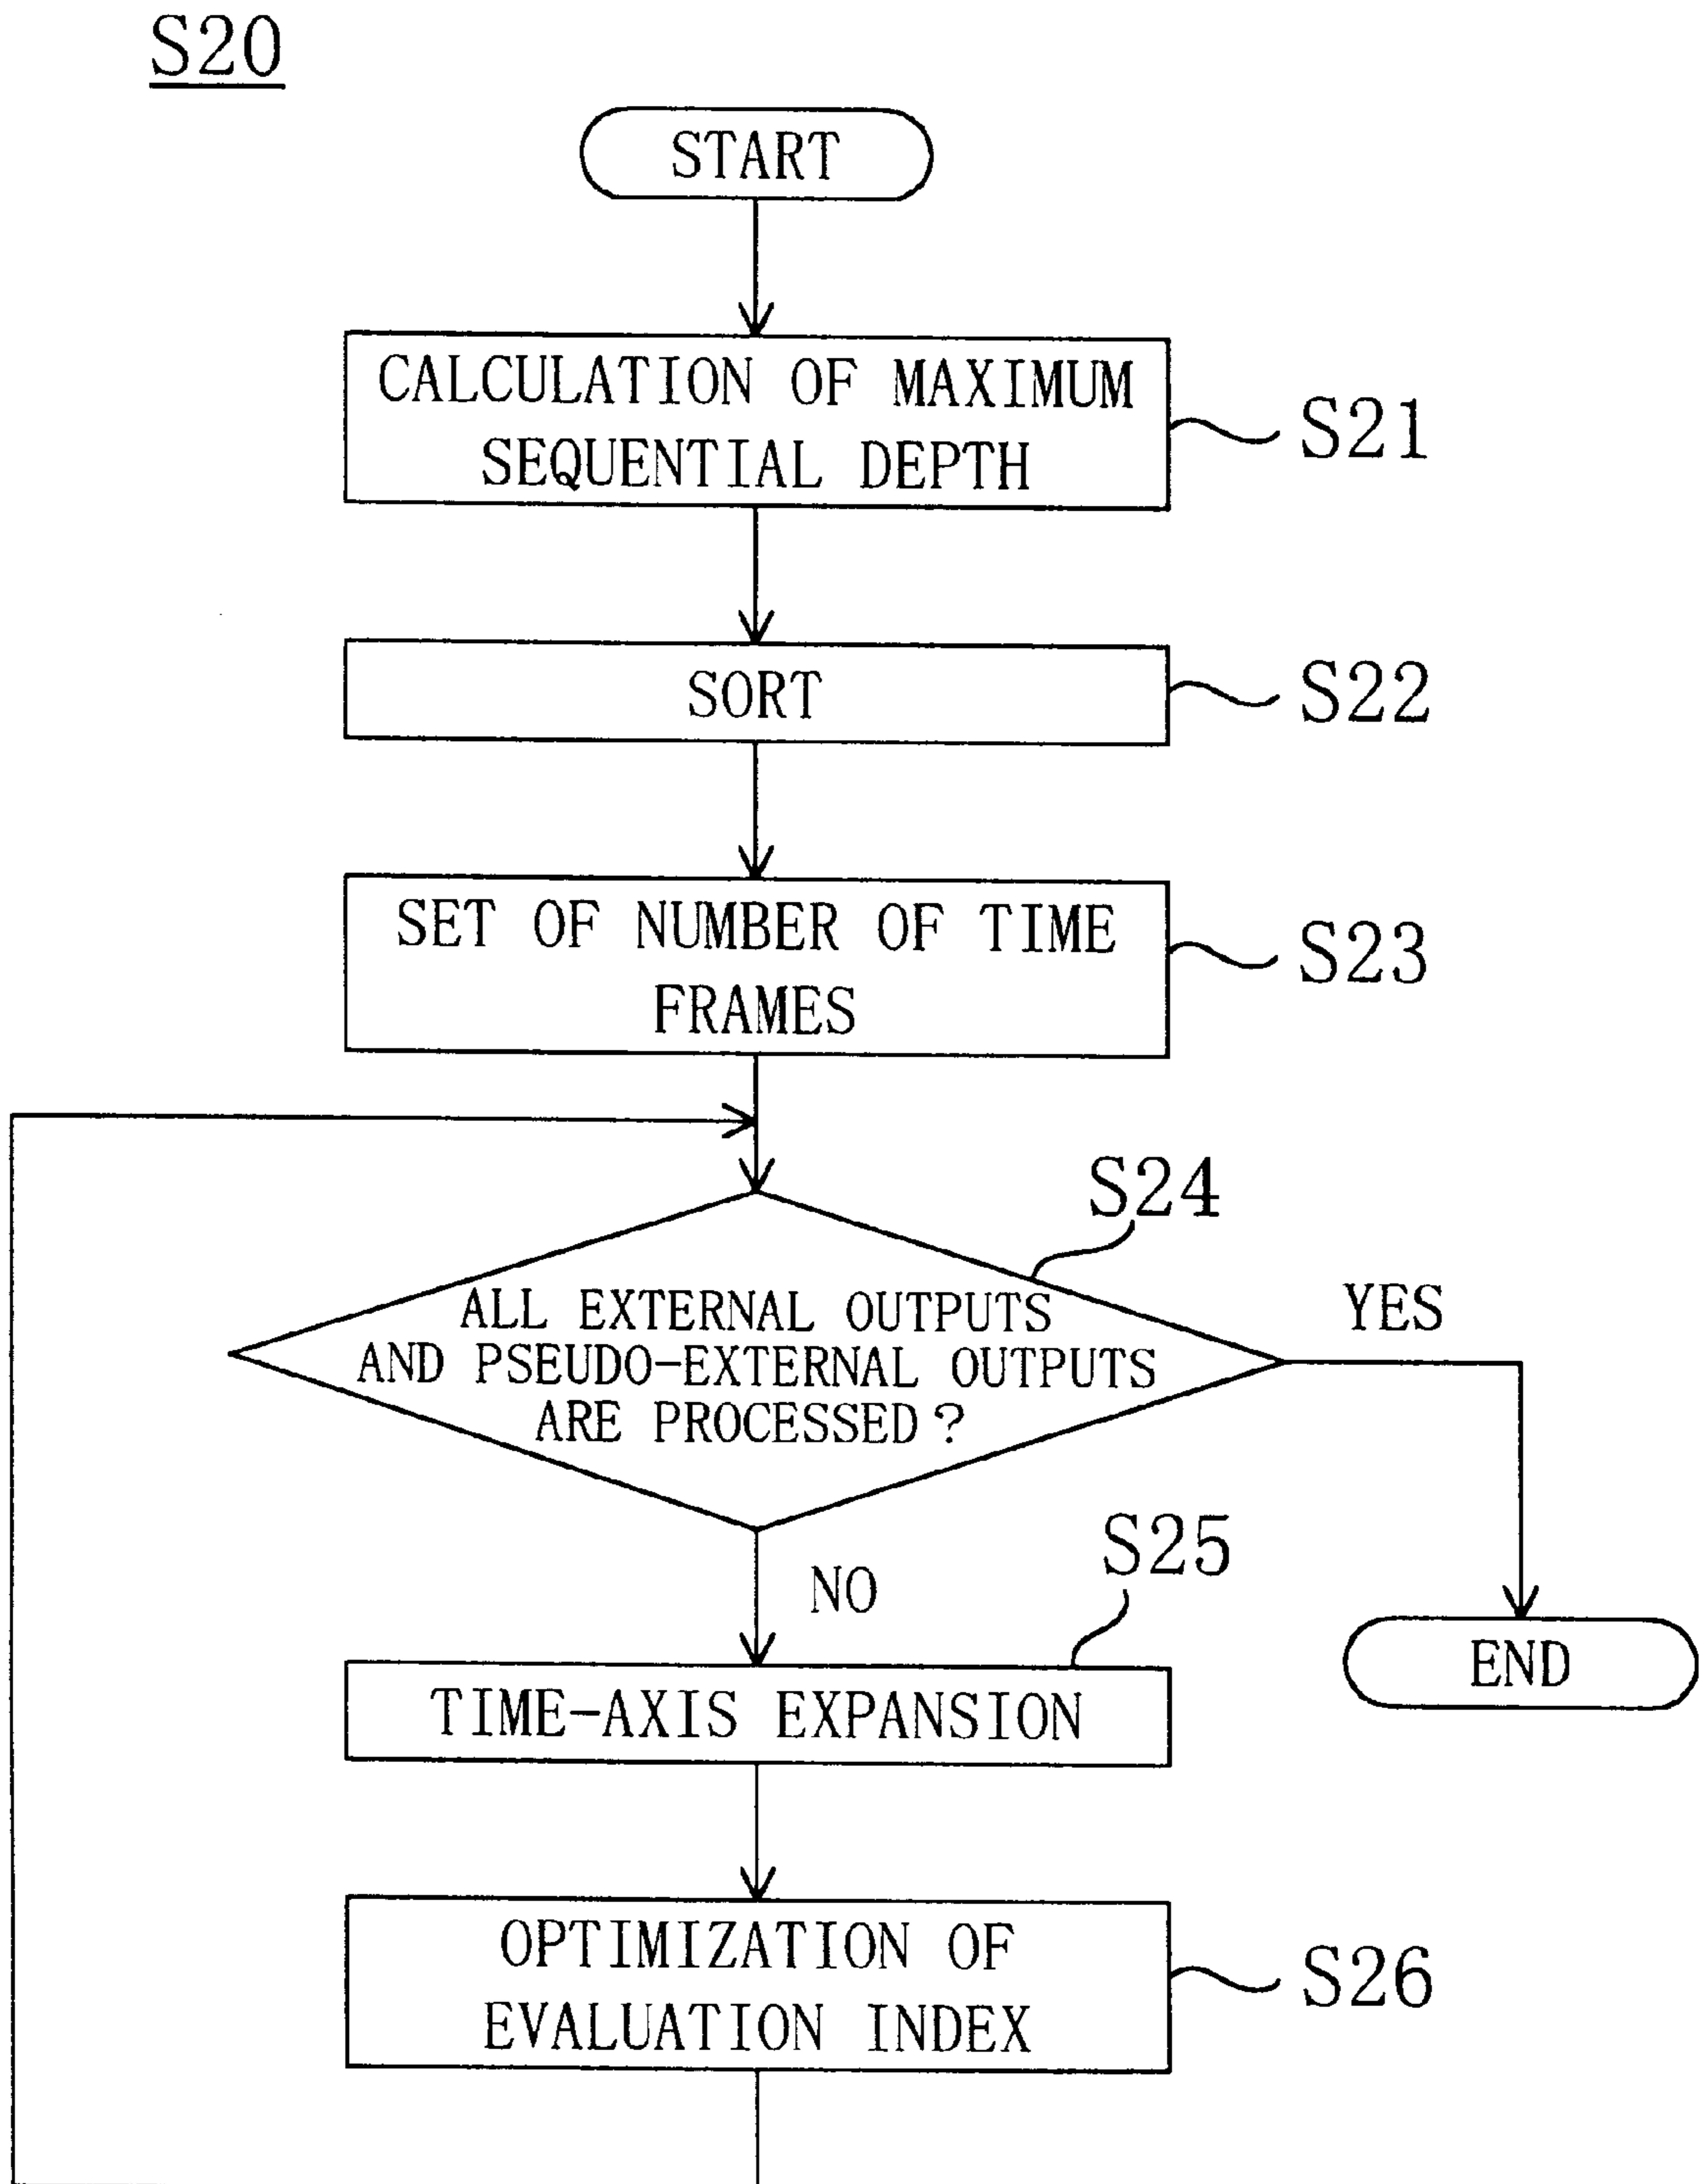 S20
START
CALCULATION OF MAXIMUM
SEQUENTIAL DEPTH
S21
SORT
S22
SET OF NUMBER OF TIME
FRAMES
S23
S24
ALL EXTERNAL OUTPUTS
AND PSEUDO-EXTERNAL OUTPUTS
ARE PROCESSED?
YES
NO
S25
END
TIME-AXIS EXPANSION
OPTIMIZATION OF
EVALUATION INDEX
S26